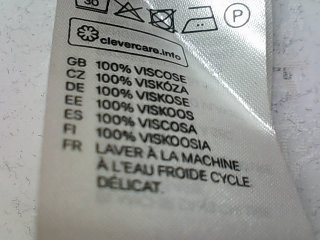 30
P
clevercare.info
GB 100% VISCOSE
CZ 100% VISKÓZA
DE 100% VISKOSE
EE 100% VISKOOS
ES 100% VISCOSA
FI 100% VISKOOSIA
FR LAVER À LA MACHINE
À L'EAU FROIDE CYCLE
DÉLICAT.